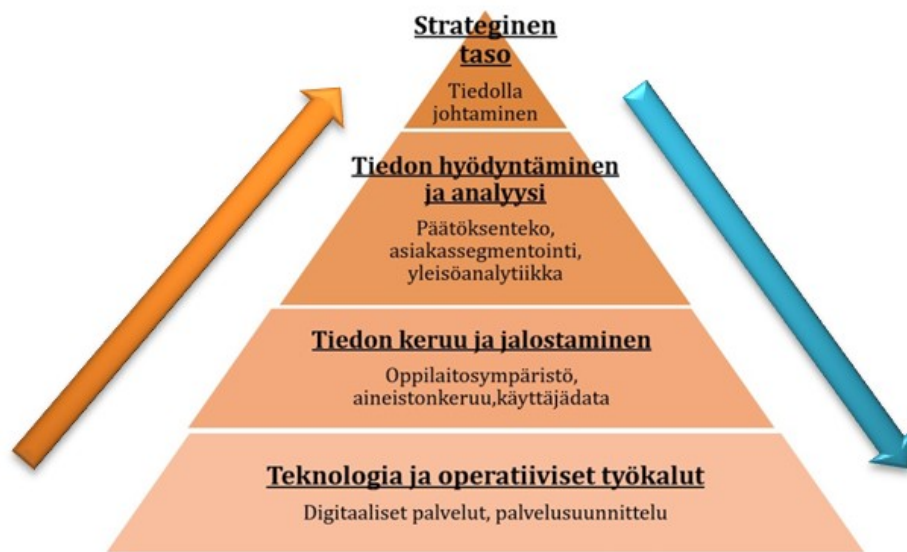 Strateginen
taso
Tiedolla
johtaminen
Tiedon hyödyntäminen
ja analyysi
Päätöksenteko,
asiakassegmentointi,
yleisöanalytiikka
Tiedon keruu ja jalostaminen
Oppilaitosympäristö,
aineistonkeruu,käyttäjädata
Teknologia ja operatiiviset työkalut
Digitaaliset palvelut, palvelusuunnittelu